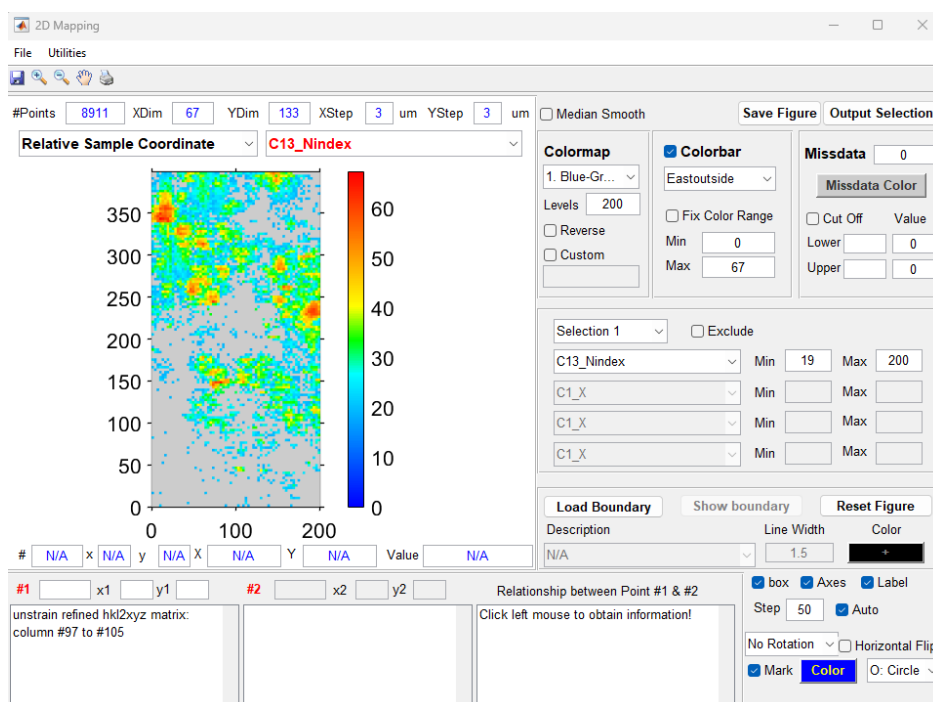 2D Mapping
File Utilities
#Points 8911 XDim 67 YDim 133 XStep 3 um YStep 3 um
Relative Sample Coordinate C13_Nindex
350
300
250
200
150
100
50
0
0 100 200
60
50
40
30
20
10
0
# N/A x N/A y N/A X N/A Y N/A Value N/A
Median Smooth Save Figure Output Selection
Colormap
1. Blue-Gr...
Levels 200
Reverse
Custom
Colorbar
Eastoutside
Fix Color Range
Min 0
Max 67
Missdata 0
Missdata Color
Cut Off Value
Lower 0
Upper 0
Selection 1 Exclude
C13_Nindex Min 19 Max 200
C1_X Min Max
C1_X Min Max
C1_X Min Max
Load Boundary Show boundary Reset Figure
Description Line Width Color
N/A 1.5 +
#1 x1 y1 #2 x2 y2 Relationship between Point #1 & #2
unstrain refined hkl2xyz matrix:
column #97 to #105
Click left mouse to obtain information!
box Axes Label
Step 50 Auto
No Rotation Horizontal Flip
Mark Color O: Circle